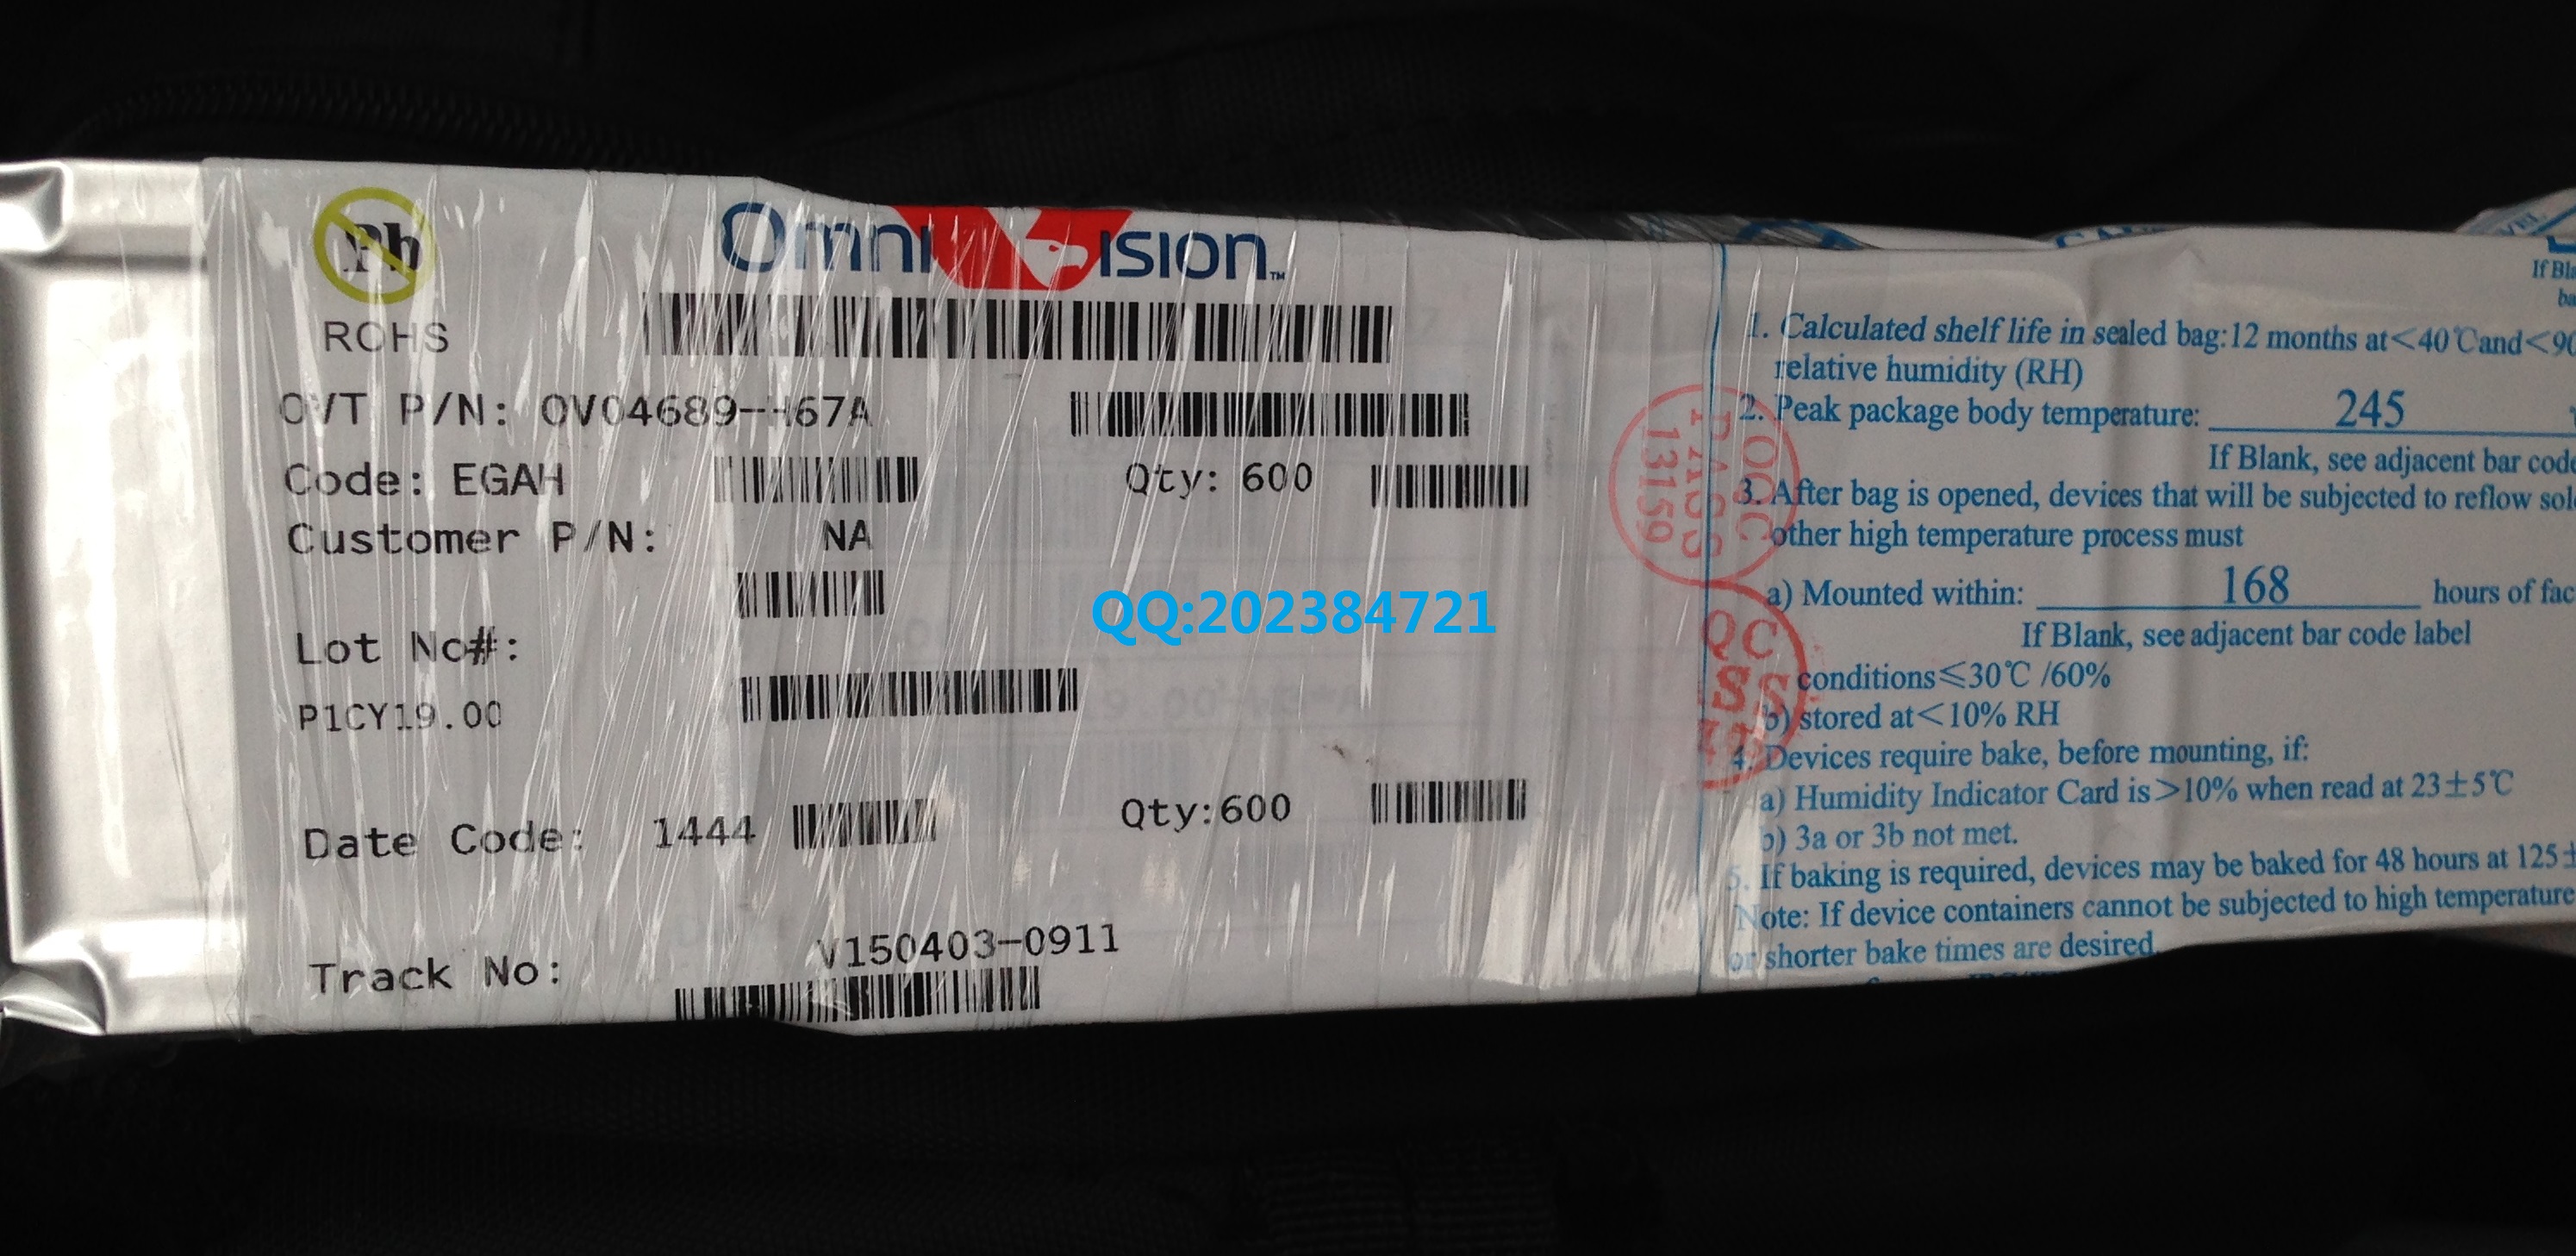 Pb
OmniVision™
ROHS
OVT P/N: OV04689-H67A
Code: EGAH
Qty: 600
Customer P/N: NA
Lot No#:
P1CY19.00
Date Code: 1444
Qty:600
Track No: V150403-0911
QQ:202384721
OQC
PASS
13159
QC
SS
1. Calculated shelf life in sealed bag:12 months at<40℃and<90
relative humidity (RH)
2. Peak package body temperature: 245
If Blank, see adjacent bar code
3. After bag is opened, devices that will be subjected to reflow
other high temperature process must
a) Mounted within: 168 hours of
If Blank, see adjacent bar code label
conditions≤30℃ /60%
b) stored at<10% RH
4. Devices require bake, before mounting, if:
a) Humidity Indicator Card is>10% when read at 23±5℃
b) 3a or 3b not met.
5. If baking is required, devices may be baked for 48 hours at 125±
Note: If device containers cannot be subjected to high temperature
or shorter bake times are desired
If